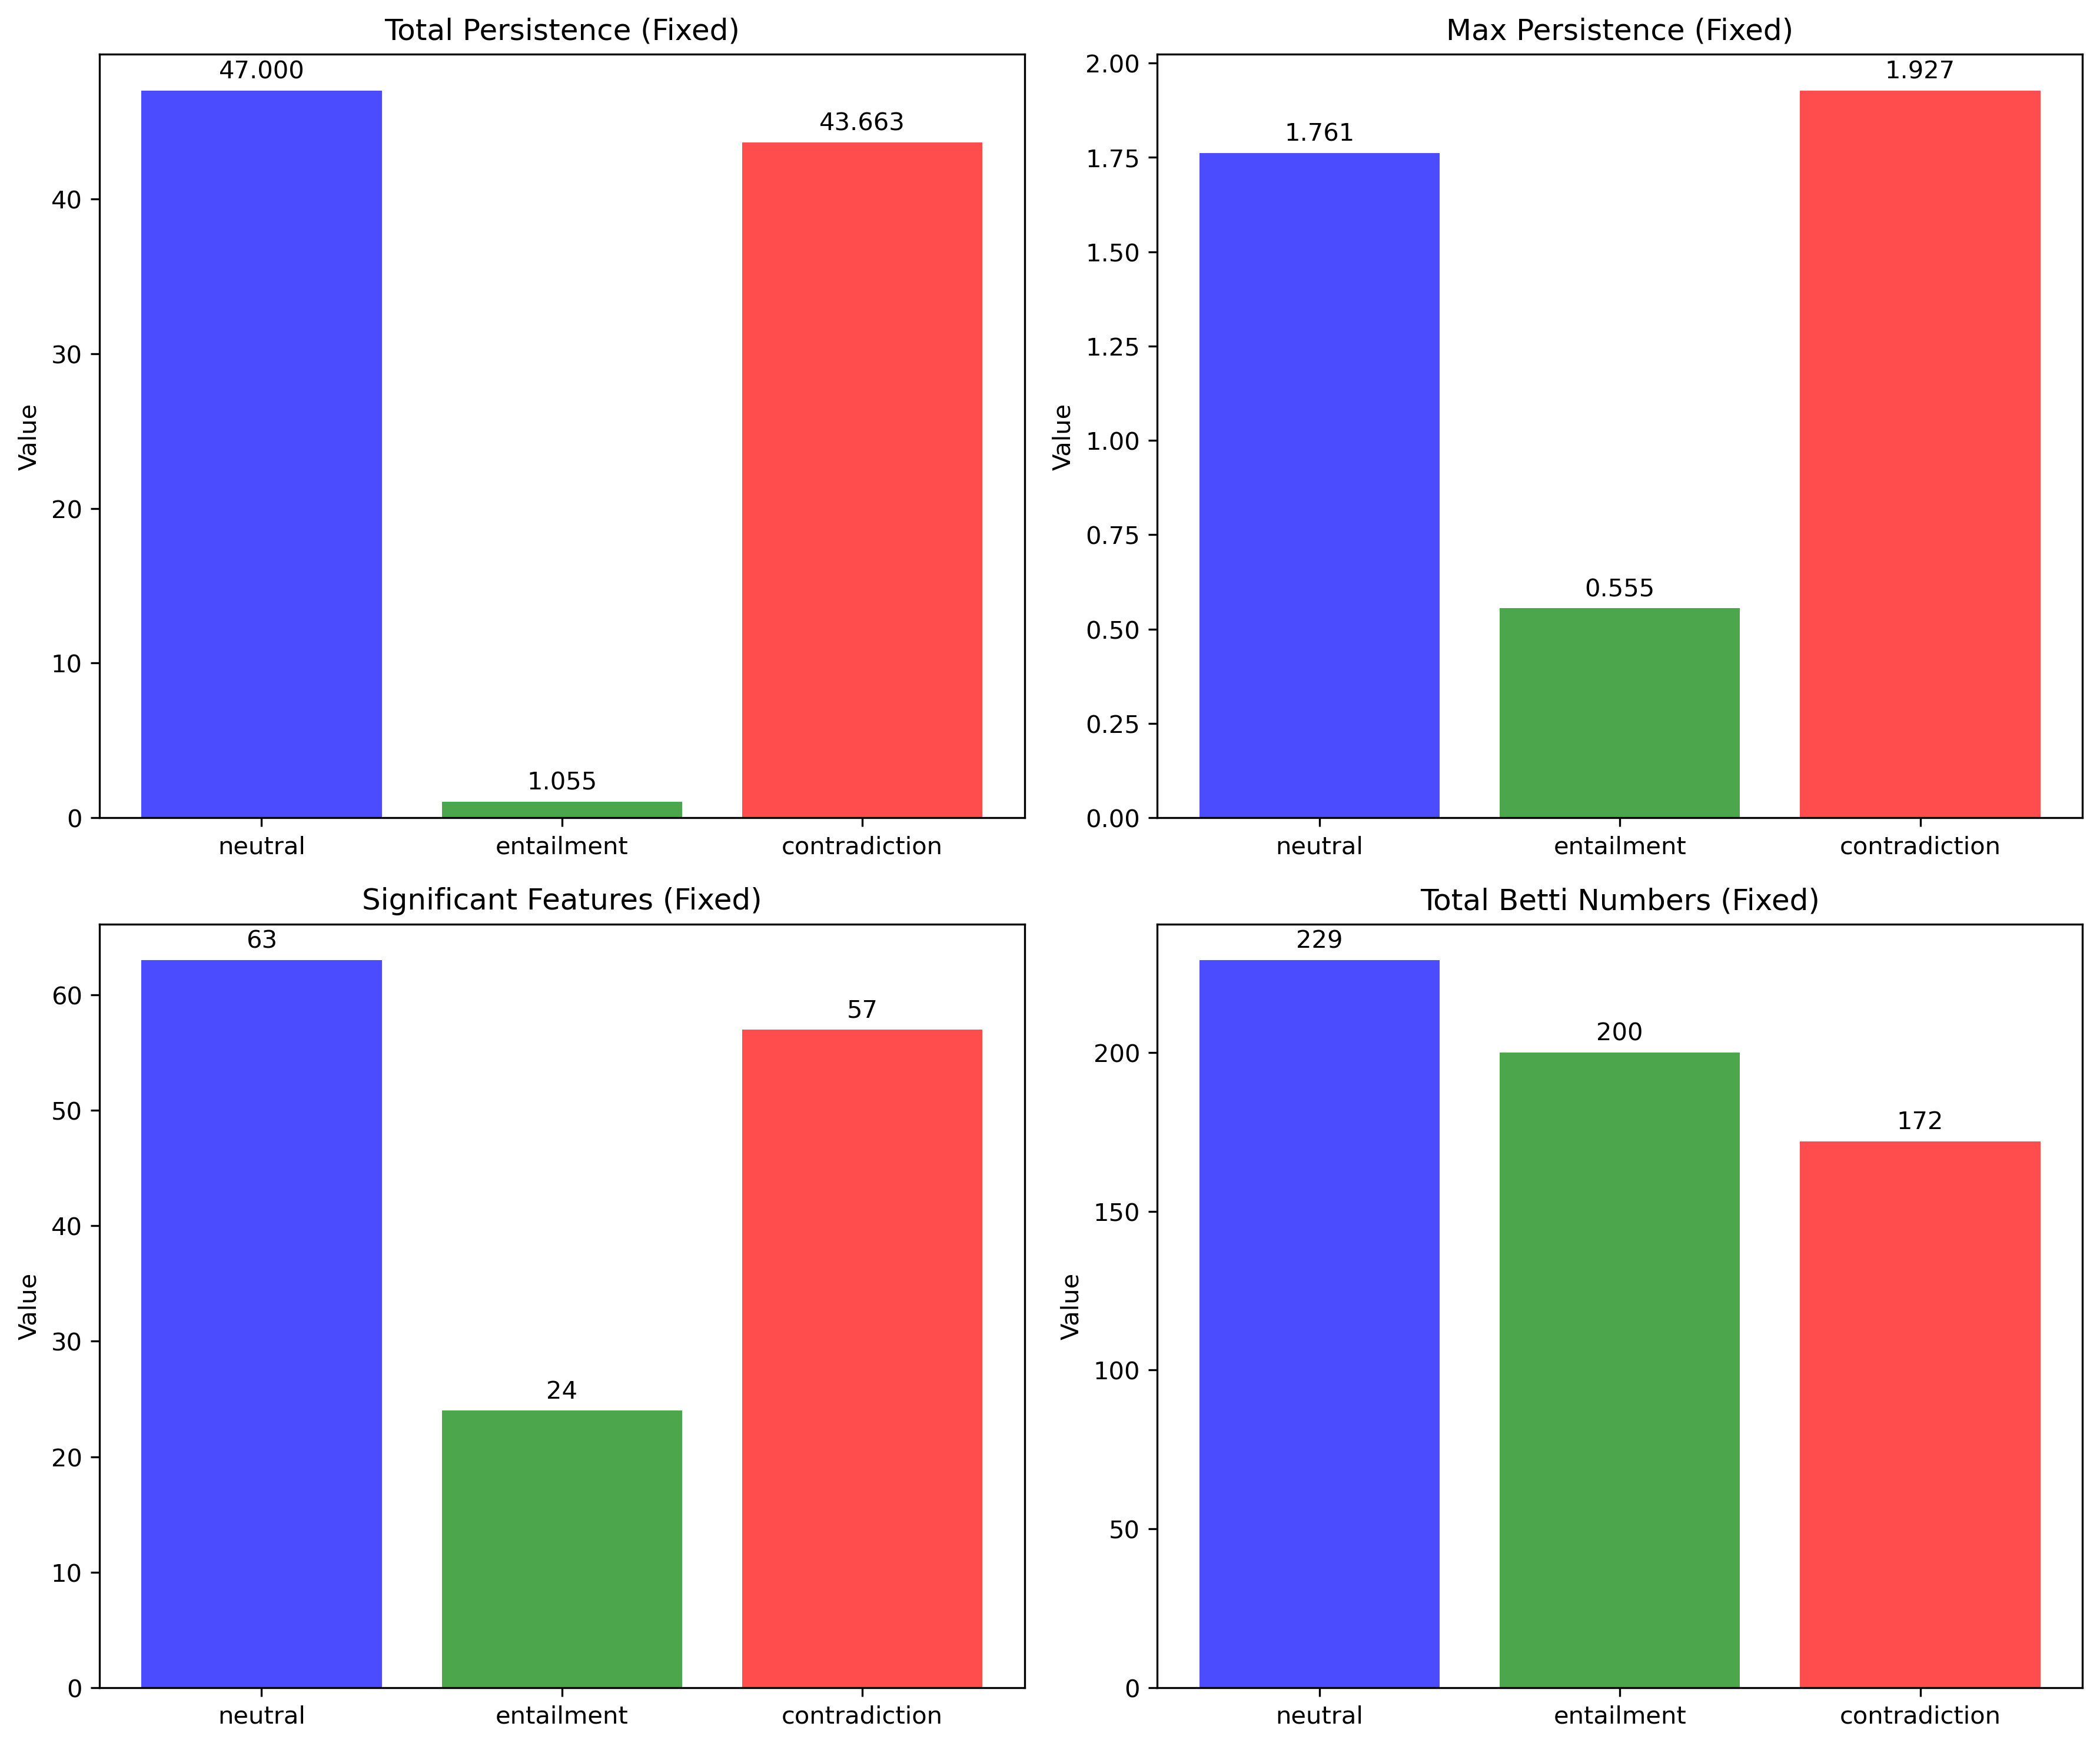 Total Persistence (Fixed)
47.000
43.663
1.055
40
30
20
10
0
Value
neutral
entailment
contradiction
Max Persistence (Fixed)
1.761
0.555
1.927
2.00
1.75
1.50
1.25
1.00
0.75
0.50
0.25
0.00
Value
neutral
entailment
contradiction
Significant Features (Fixed)
63
24
57
60
50
40
30
20
10
0
Value
neutral
entailment
contradiction
Total Betti Numbers (Fixed)
229
200
172
200
150
100
50
0
Value
neutral
entailment
contradiction